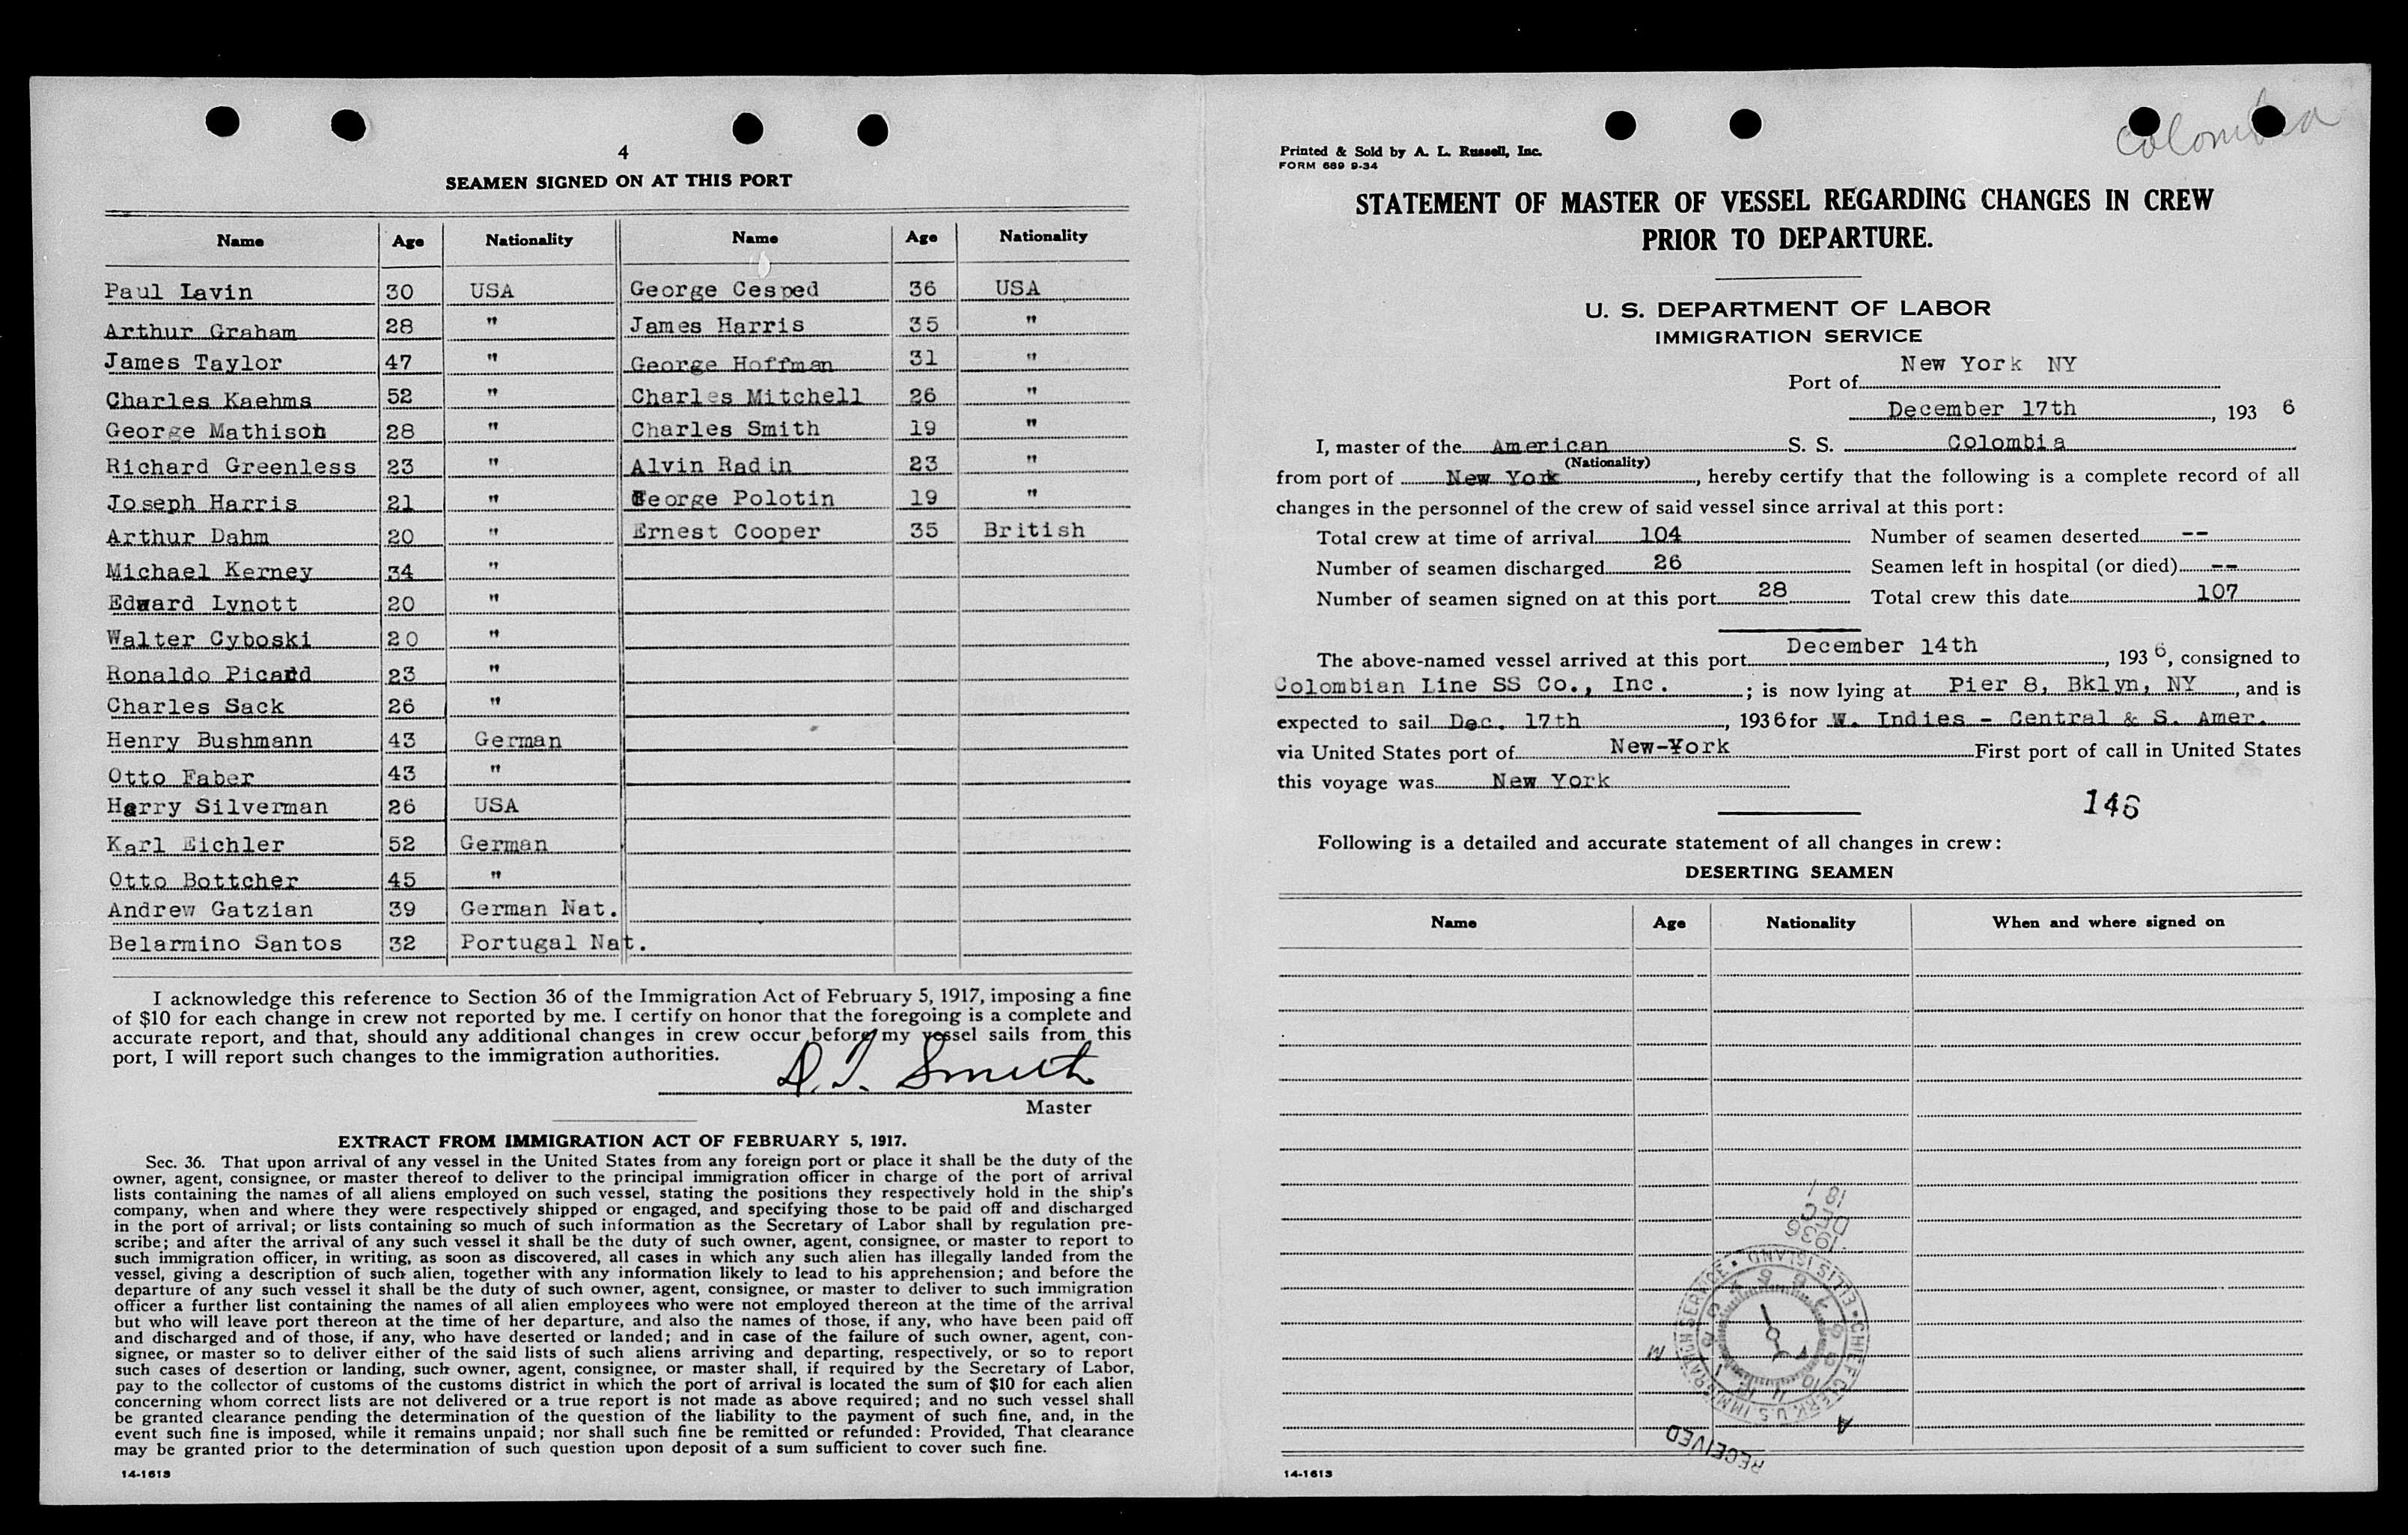 4
SEAMEN SIGNED ON AT THIS PORT
Name Age Nationality Name Age Nationality
Paul Lavin 30 USA George Cesped 36 USA
Arthur Graham 28 " James Harris 35 "
James Taylor 47 " George Hoffman 31 "
Charles Kaehms 52 " Charles Mitchell 26 "
George Mathison 28 " Charles Smith 19 "
Richard Greenless 23 " Alvin Radin 23 "
Joseph Harris 21 " George Polotin 19 "
Arthur Dahm 20 " Ernest Cooper 35 British
Michael Kerney 34 "
Edward Lynott 20 "
Walter Cyboski 20 "
Ronaldo Picard 23 "
Charles Sack 26 "
Henry Bushmann 43 German
Otto Faber 43 "
Harry Silverman 26 USA
Karl Eichler 52 German
Otto Bottcher 45 "
Andrew Gatzian 39 German Nat.
Belarmino Santos 32 Portugal Nat.
I acknowledge this reference to Section 36 of the Immigration Act of February 5, 1917, imposing a fine
of $10 for each change in crew not reported by me. I certify on honor that the foregoing is a complete and
accurate report, and that, should any additional changes in crew occur before my vessel sails from this
port, I will report such changes to the immigration authorities.
D. J. Smith
Master
EXTRACT FROM IMMIGRATION ACT OF FEBRUARY 5, 1917.
Sec. 36. That upon arrival of any vessel in the United States from any foreign port or place it shall be the duty of the
owner, agent, consignee, or master thereof to deliver to the principal immigration officer in charge of the port of arrival
lists containing the names of all aliens employed on such vessel, stating the positions they respectively hold in the ship's
company, when and where they were respectively shipped or engaged, and specifying those to be paid off and discharged
in the port of arrival; or lists containing so much of such information as the Secretary of Labor shall by regulation pre-
scribe; and after the arrival of any such vessel it shall be the duty of such owner, agent, consignee, or master to report to
such immigration officer, in writing, as soon as discovered, all cases in which any such alien has illegally landed from the
vessel, giving a description of such alien, together with any information likely to lead to his apprehension; and before the
departure of any such vessel it shall be the duty of such owner, agent, consignee, or master to deliver to such immigration
officer a further list containing the names of all alien employees who were not employed thereon at the time of the arrival
but who will leave port thereon at the time of her departure, and also the names of those, if any, who have been paid off
and discharged and of those, if any, who have deserted or landed; and in case of the failure of such owner, agent, con-
signee, or master so to deliver either of the said lists of such aliens arriving and departing, respectively, or so to report
such cases of desertion or landing, such owner, agent, consignee, or master shall, if required by the Secretary of Labor,
pay to the collector of customs of the customs district in which the port of arrival is located the sum of $10 for each alien
concerning whom correct lists are not delivered or a true report is not made as above required; and no such vessel shall
be granted clearance pending the determination of the question of the liability to the payment of such fine, and, in the
event such fine is imposed, while it remains unpaid; nor shall such fine be remitted or refunded: Provided, That clearance
may be granted prior to the determination of such question upon deposit of a sum sufficient to cover such fine.
14-1613
Colombia
Printed & Sold by A. L. Russell, Inc.
FORM 689 9-34
STATEMENT OF MASTER OF VESSEL REGARDING CHANGES IN CREW
PRIOR TO DEPARTURE.
U. S. DEPARTMENT OF LABOR
IMMIGRATION SERVICE
Port of New York NY
December 17th, 1936
I, master of the American S. S. Colombia
(Nationality)
from port of New York, hereby certify that the following is a complete record of all
changes in the personnel of the crew of said vessel since arrival at this port:
Total crew at time of arrival 104 Number of seamen deserted --
Number of seamen discharged 26 Seamen left in hospital (or died) --
Number of seamen signed on at this port 28 Total crew this date 107
The above-named vessel arrived at this port December 14th, 1936, consigned to
Colombian Line SS Co., Inc.; is now lying at Pier 8, Bklyn, NY, and is
expected to sail Dec. 17th, 1936 for W. Indies - Central & S. Amer.
via United States port of New-York First port of call in United States
this voyage was New York
146
Following is a detailed and accurate statement of all changes in crew:
DESERTING SEAMEN
Name Age Nationality When and where signed on
1936
DEC
18
CHIEF CLERK, U.S. IMMIGRATION SERVICE • ELLIS ISLAND •
A M
RECEIVED
14-1613